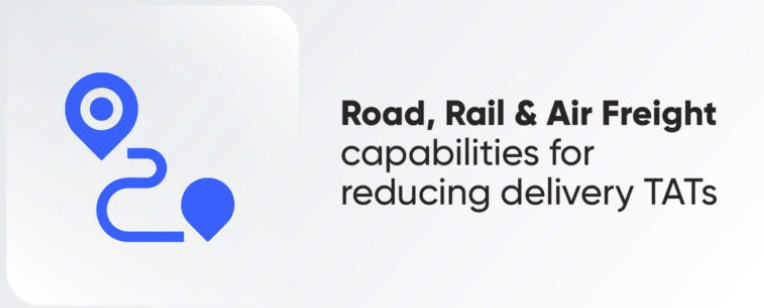 Road, Rail & Air Freight
capabilities for
reducing delivery TATs